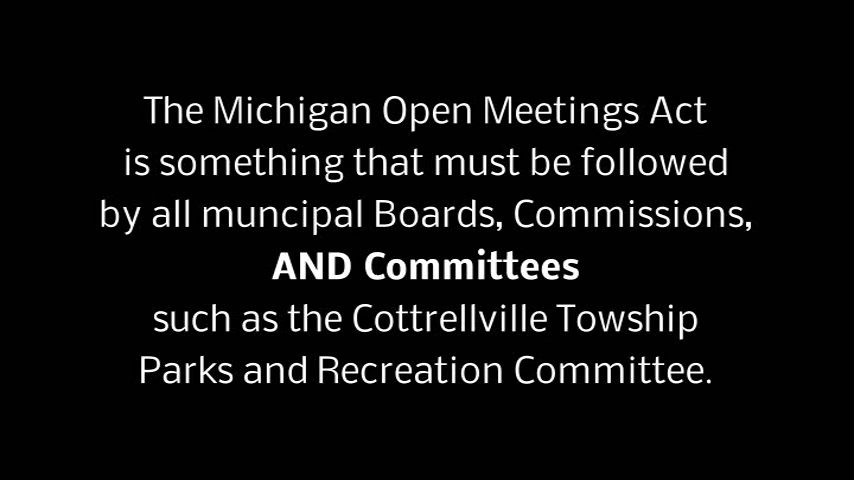 The Michigan Open Meetings Act
is something that must be followed
by all muncipal Boards, Commissions,
AND Committees
such as the Cottrellville Towship
Parks and Recreation Committee.